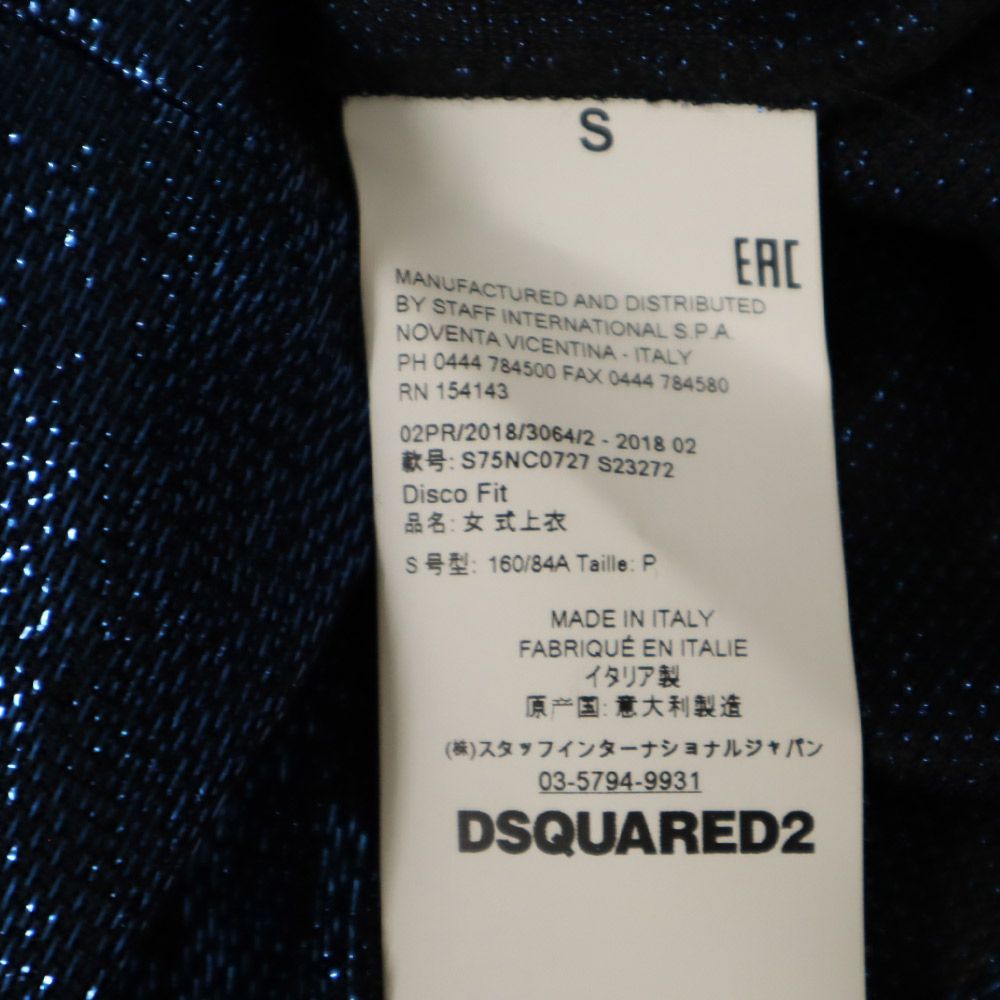 S
EAC
MANUFACTURED AND DISTRIBUTED
BY STAFF INTERNATIONAL S.P.A.
NOVENTA VICENTINA - ITALY
PH 0444 784500 FAX 0444 784580
RN 154143
02PR/2018/3064/2 - 2018 02
款号: S75NC0727 S23272
Disco Fit
品名: 女 式上衣
S 号型: 160/84A Taille: P
MADE IN ITALY
FABRIQUÉ EN ITALIE
イタリア製
原产国: 意大利製造
(株)スタッフインターナショナルジャパン
03-5794-9931
DSQUARED2